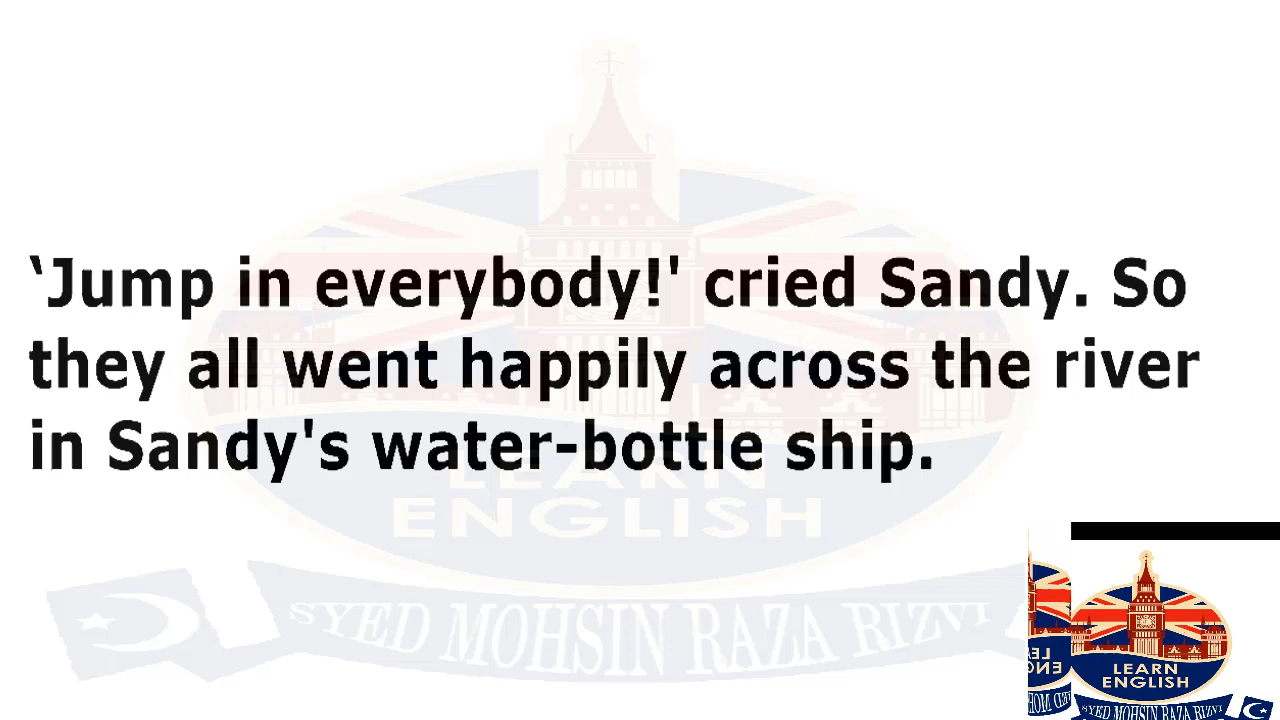 ‘Jump in everybody!' cried Sandy. So
they all went happily across the river
in Sandy's water-bottle ship.
LEARN
ENGLISH
SYED MOHSIN RAZA RIZVI
LEARN
ENGLISH
SYED MOHSIN RAZA RIZVI